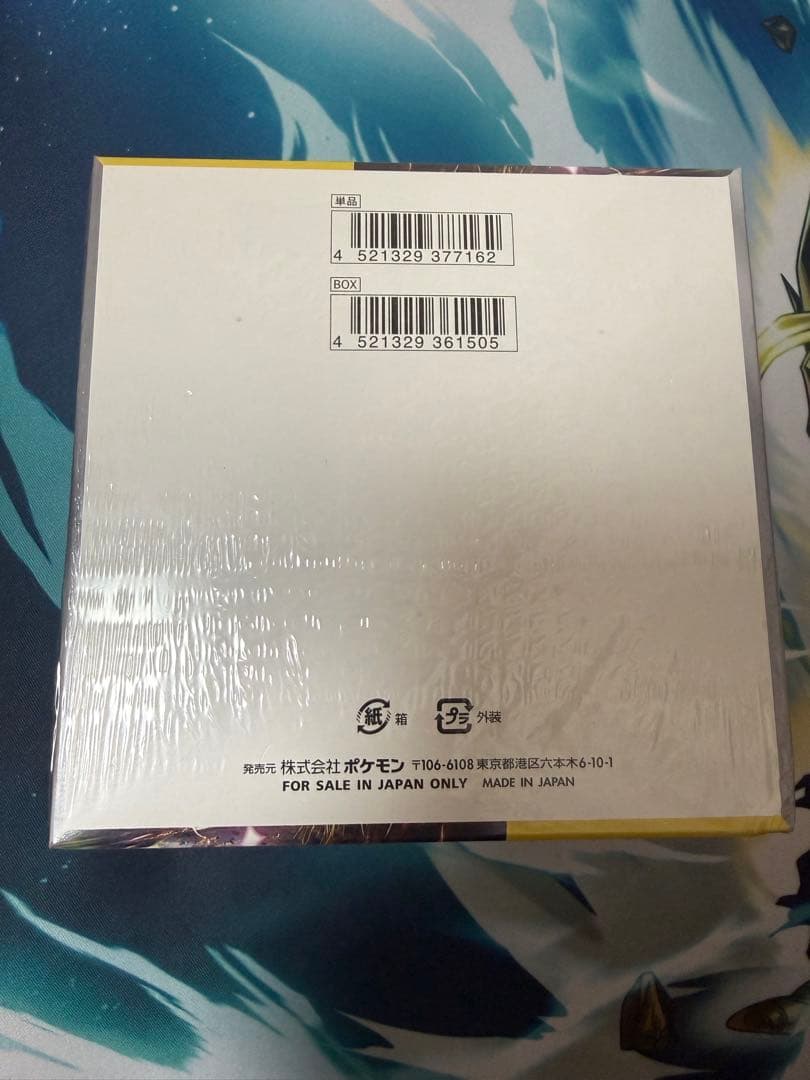 単品
4 521329 377162
BOX
4 521329 361505
紙 箱 プラ 外装
発売元 株式会社 ポケモン 〒106-6108 東京都港区六本木6-10-1
FOR SALE IN JAPAN ONLY MADE IN JAPAN